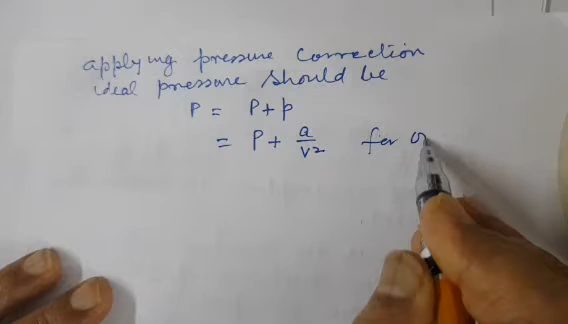 applying pressure correction
ideal pressure should be
P = P + p
= P + a/V2 for